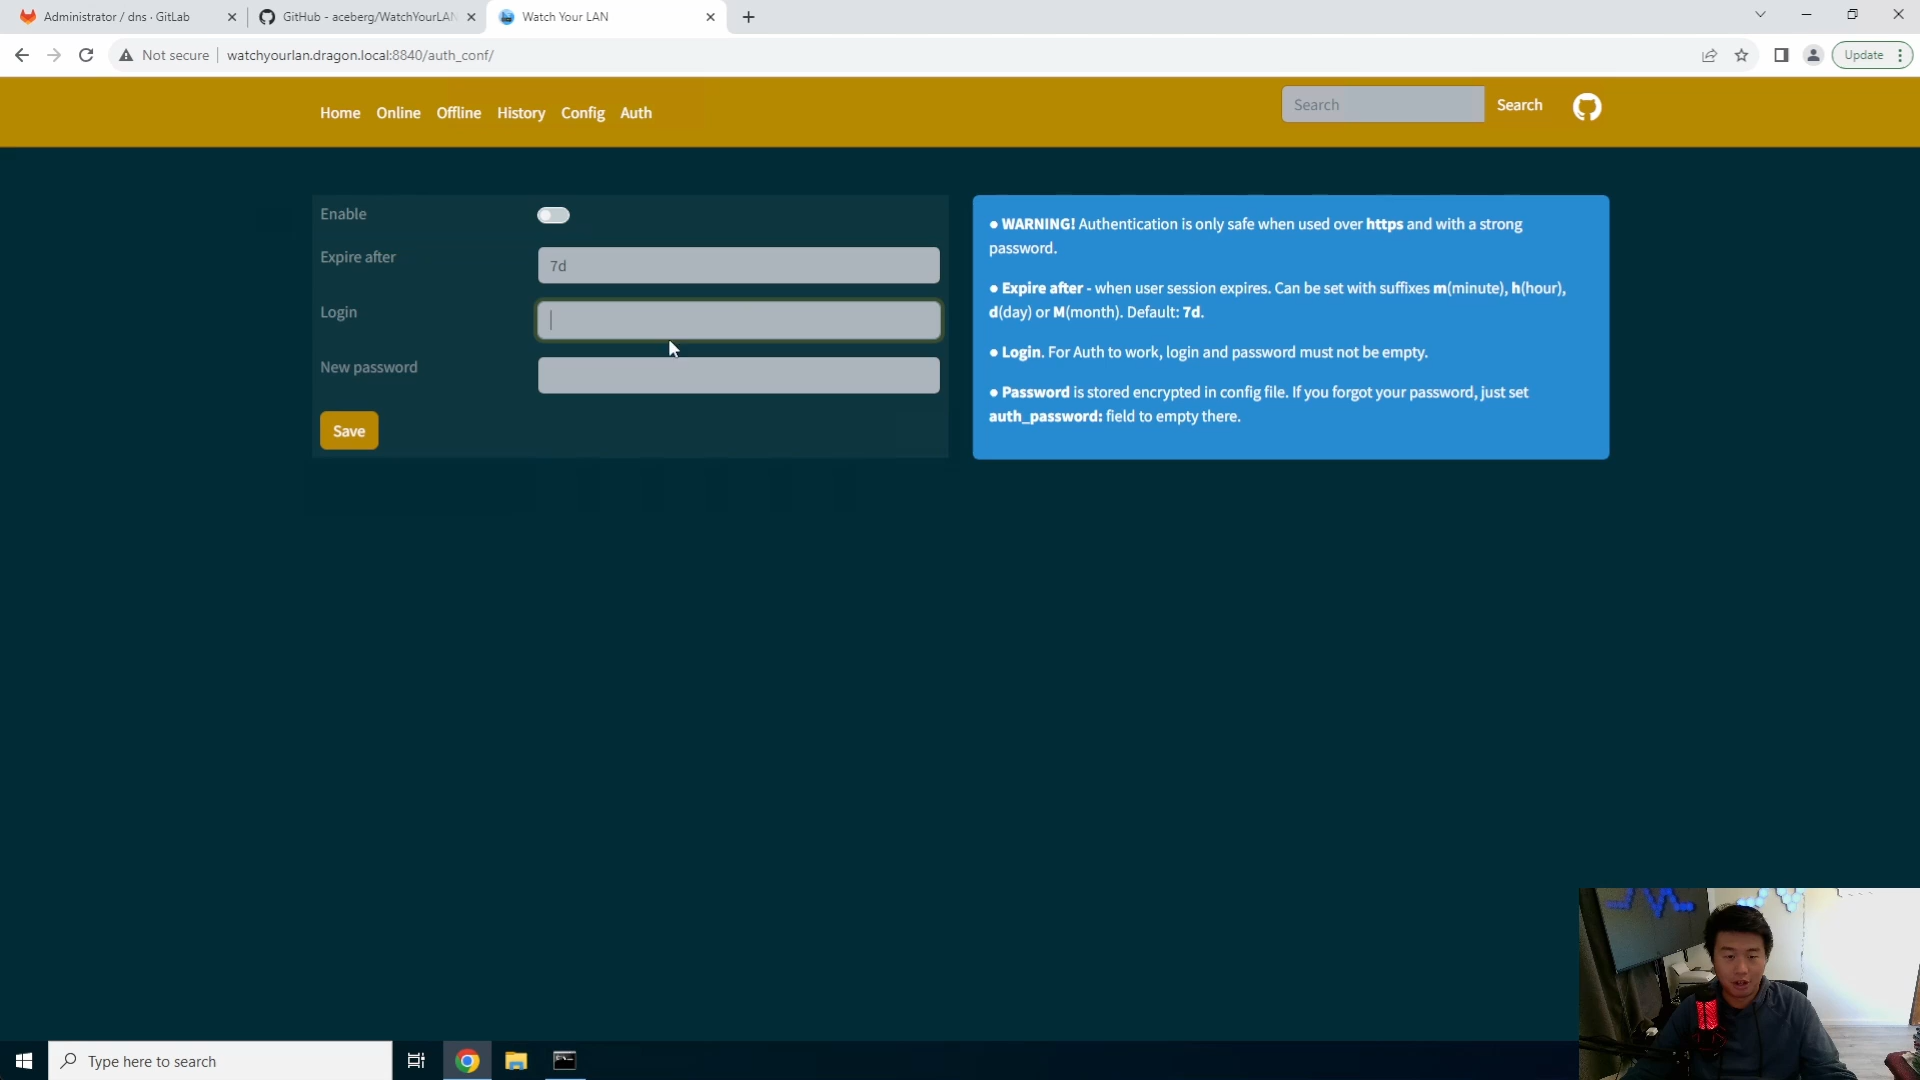 Administrator / dns · GitLab
GitHub - aceberg/WatchYourLAN
Watch Your LAN
Not secure
watchyourlan.dragon.local:8840/auth_conf/
Update
Home
Online
Offline
History
Config
Auth
Search
Search
Enable
Expire after
7d
Login
New password
Save
● WARNING! Authentication is only safe when used over https and with a strong
password.
● Expire after - when user session expires. Can be set with suffixes m(minute), h(hour),
d(day) or M(month). Default: 7d.
● Login. For Auth to work, login and password must not be empty.
● Password is stored encrypted in config file. If you forgot your password, just set
auth_password: field to empty there.
Type here to search